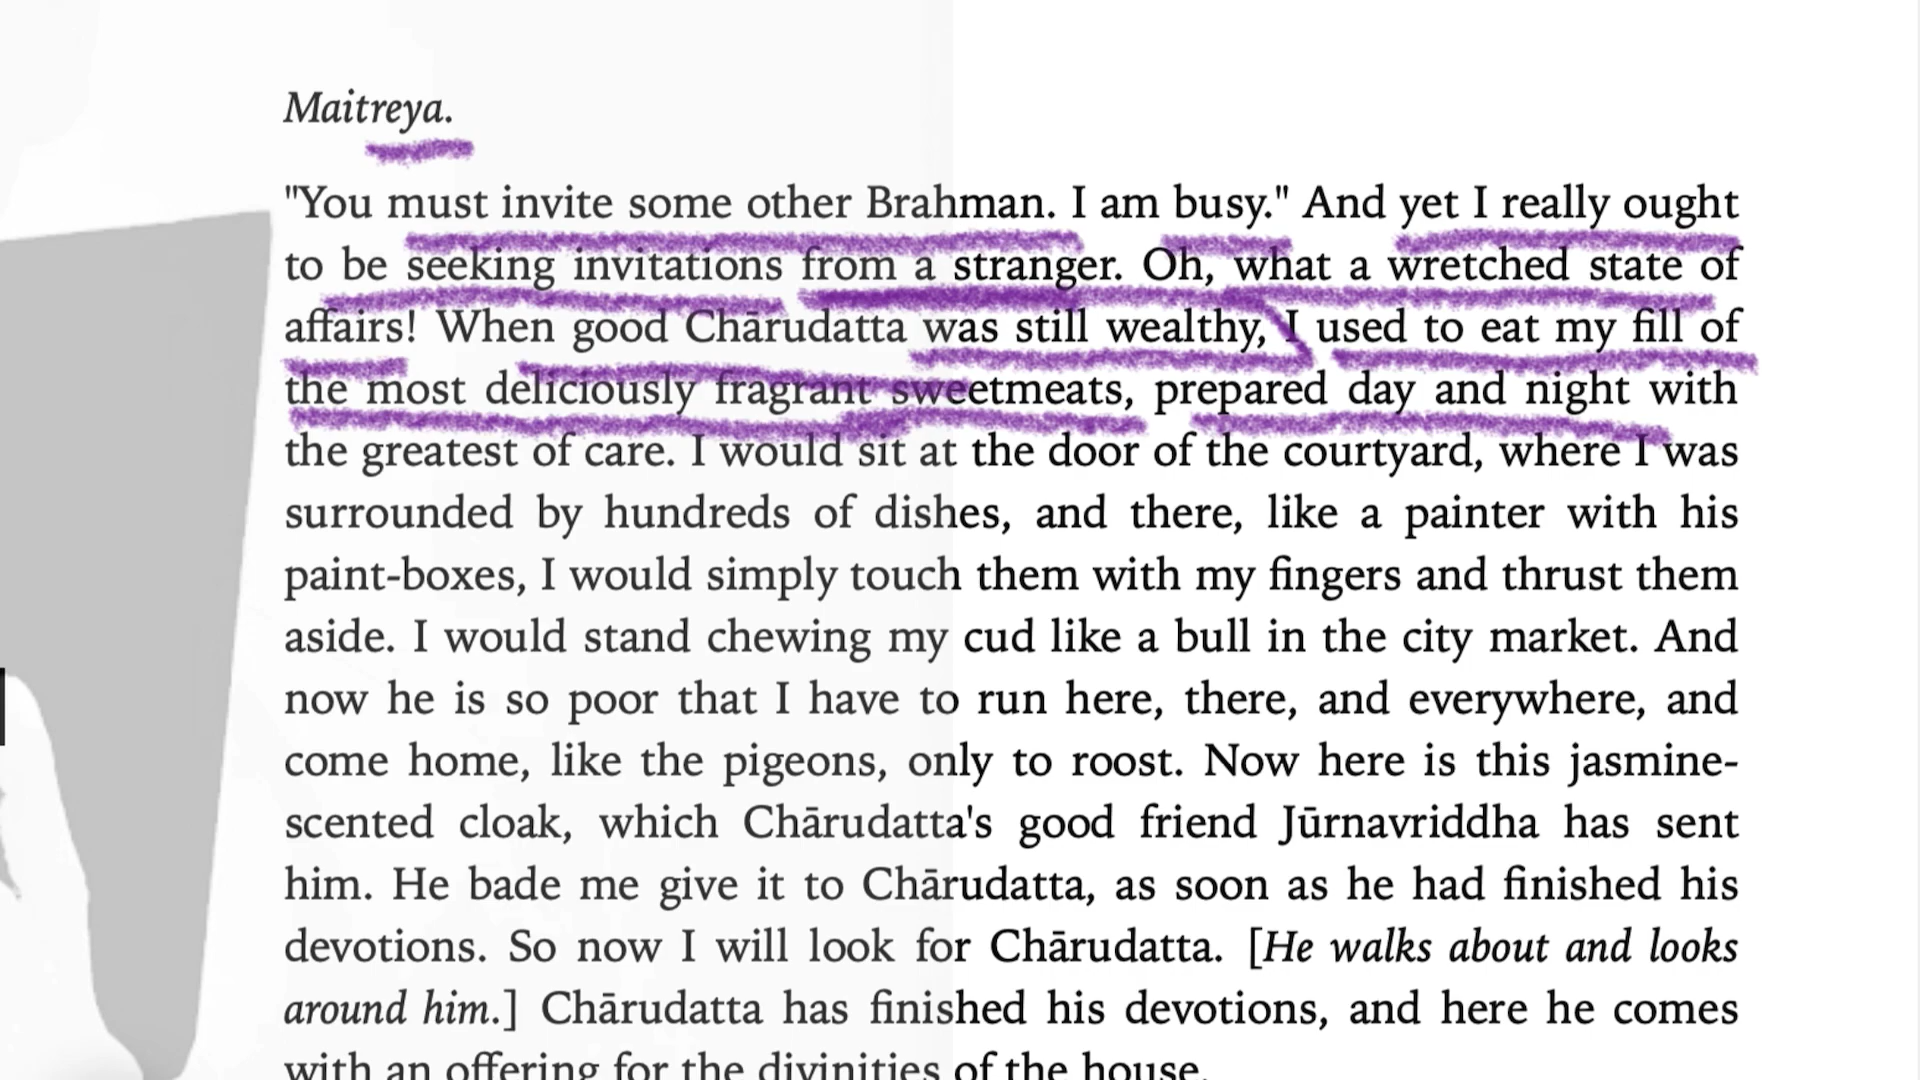 Maitreya.
"You must invite some other Brahman. I am busy." And yet I really ought
to be seeking invitations from a stranger. Oh, what a wretched state of
affairs! When good Chārudatta was still wealthy, I used to eat my fill of
the most deliciously fragrant sweetmeats, prepared day and night with
the greatest of care. I would sit at the door of the courtyard, where I was
surrounded by hundreds of dishes, and there, like a painter with his
paint-boxes, I would simply touch them with my fingers and thrust them
aside. I would stand chewing my cud like a bull in the city market. And
now he is so poor that I have to run here, there, and everywhere, and
come home, like the pigeons, only to roost. Now here is this jasmine-
scented cloak, which Chārudatta's good friend Jūrnavriddha has sent
him. He bade me give it to Chārudatta, as soon as he had finished his
devotions. So now I will look for Chārudatta. [He walks about and looks
around him.] Chārudatta has finished his devotions, and here he comes
with an offering for the divinities of the house.